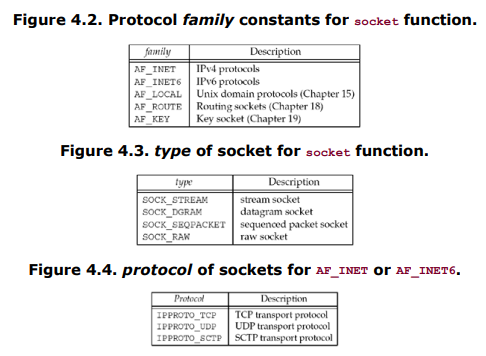 Figure 4.2. Protocol family constants for socket function.
family Description
AF_INET IPv4 protocols
AF_INET6 IPv6 protocols
AF_LOCAL Unix domain protocols (Chapter 15)
AF_ROUTE Routing sockets (Chapter 18)
AF_KEY Key socket (Chapter 19)
Figure 4.3. type of socket for socket function.
type Description
SOCK_STREAM stream socket
SOCK_DGRAM datagram socket
SOCK_SEQPACKET sequenced packet socket
SOCK_RAW raw socket
Figure 4.4. protocol of sockets for AF_INET or AF_INET6.
Protocol Description
IPPROTO_TCP TCP transport protocol
IPPROTO_UDP UDP transport protocol
IPPROTO_SCTP SCTP transport protocol